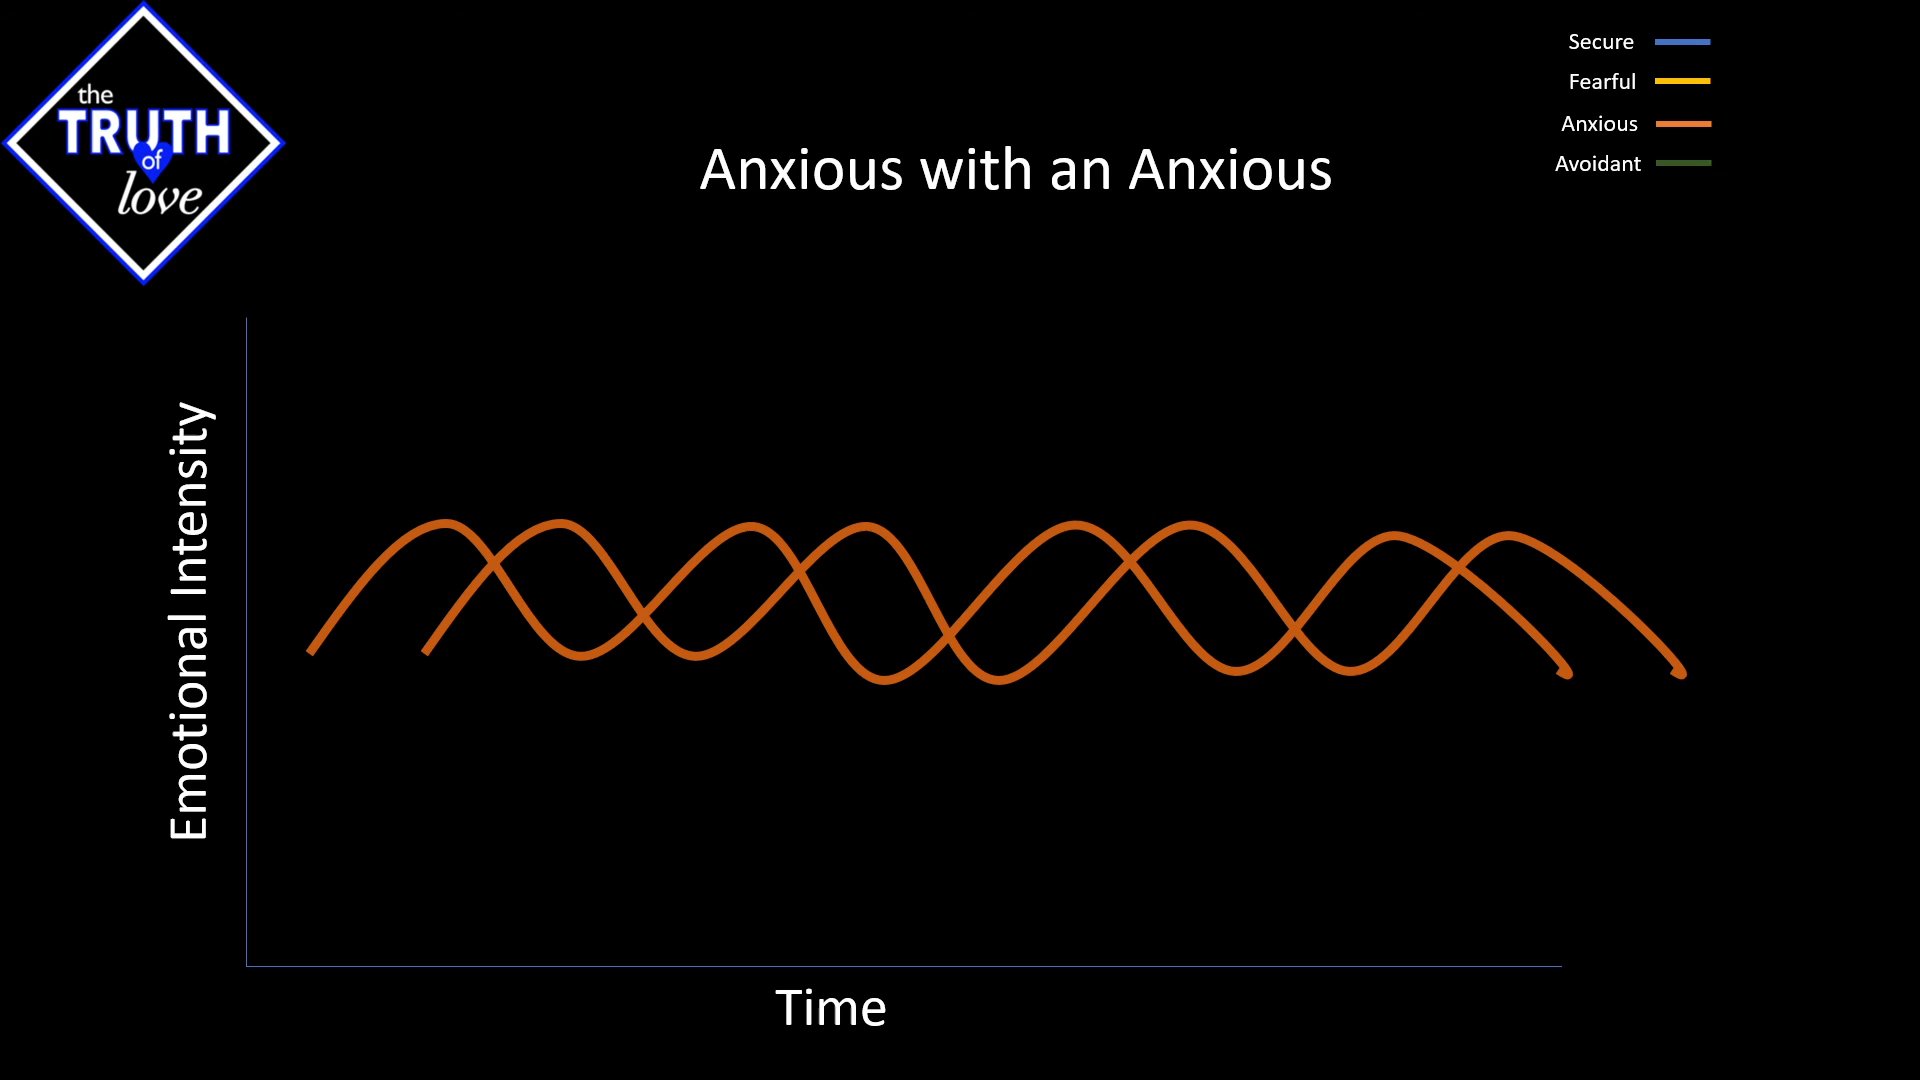 the
TRUTH
of
love
Secure
Fearful
Anxious
Avoidant
Anxious with an Anxious
Emotional Intensity
Time